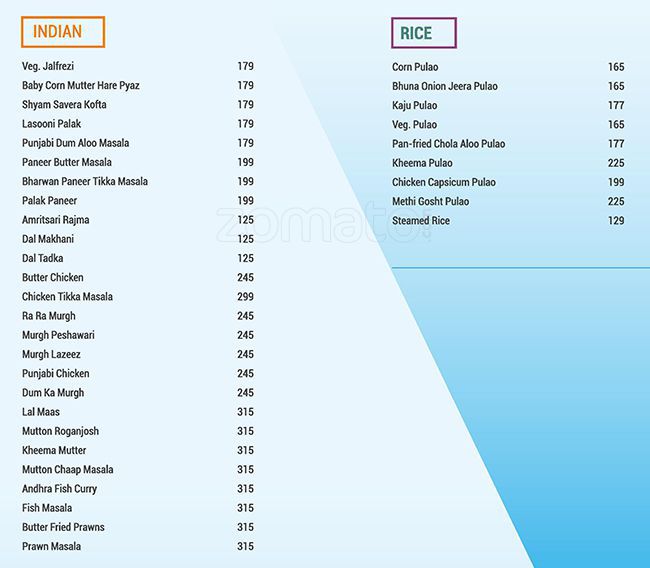 INDIAN
Veg. Jalfrezi 179
Baby Corn Mutter Hare Pyaz 179
Shyam Savera Kofta 179
Lasooni Palak 179
Punjabi Dum Aloo Masala 179
Paneer Butter Masala 199
Bharwan Paneer Tikka Masala 199
Palak Paneer 199
Amritsari Rajma 125
Dal Makhani 125
Dal Tadka 125
Butter Chicken 245
Chicken Tikka Masala 299
Ra Ra Murgh 245
Murgh Peshawari 245
Murgh Lazeez 245
Punjabi Chicken 245
Dum Ka Murgh 245
Lal Maas 315
Mutton Roganjosh 315
Kheema Mutter 315
Mutton Chaap Masala 315
Andhra Fish Curry 315
Fish Masala 315
Butter Fried Prawns 315
Prawn Masala 315
RICE
Corn Pulao 165
Bhuna Onion Jeera Pulao 165
Kaju Pulao 177
Veg. Pulao 165
Pan-fried Chola Aloo Pulao 177
Kheema Pulao 225
Chicken Capsicum Pulao 199
Methi Gosht Pulao 225
Steamed Rice 129
zomato